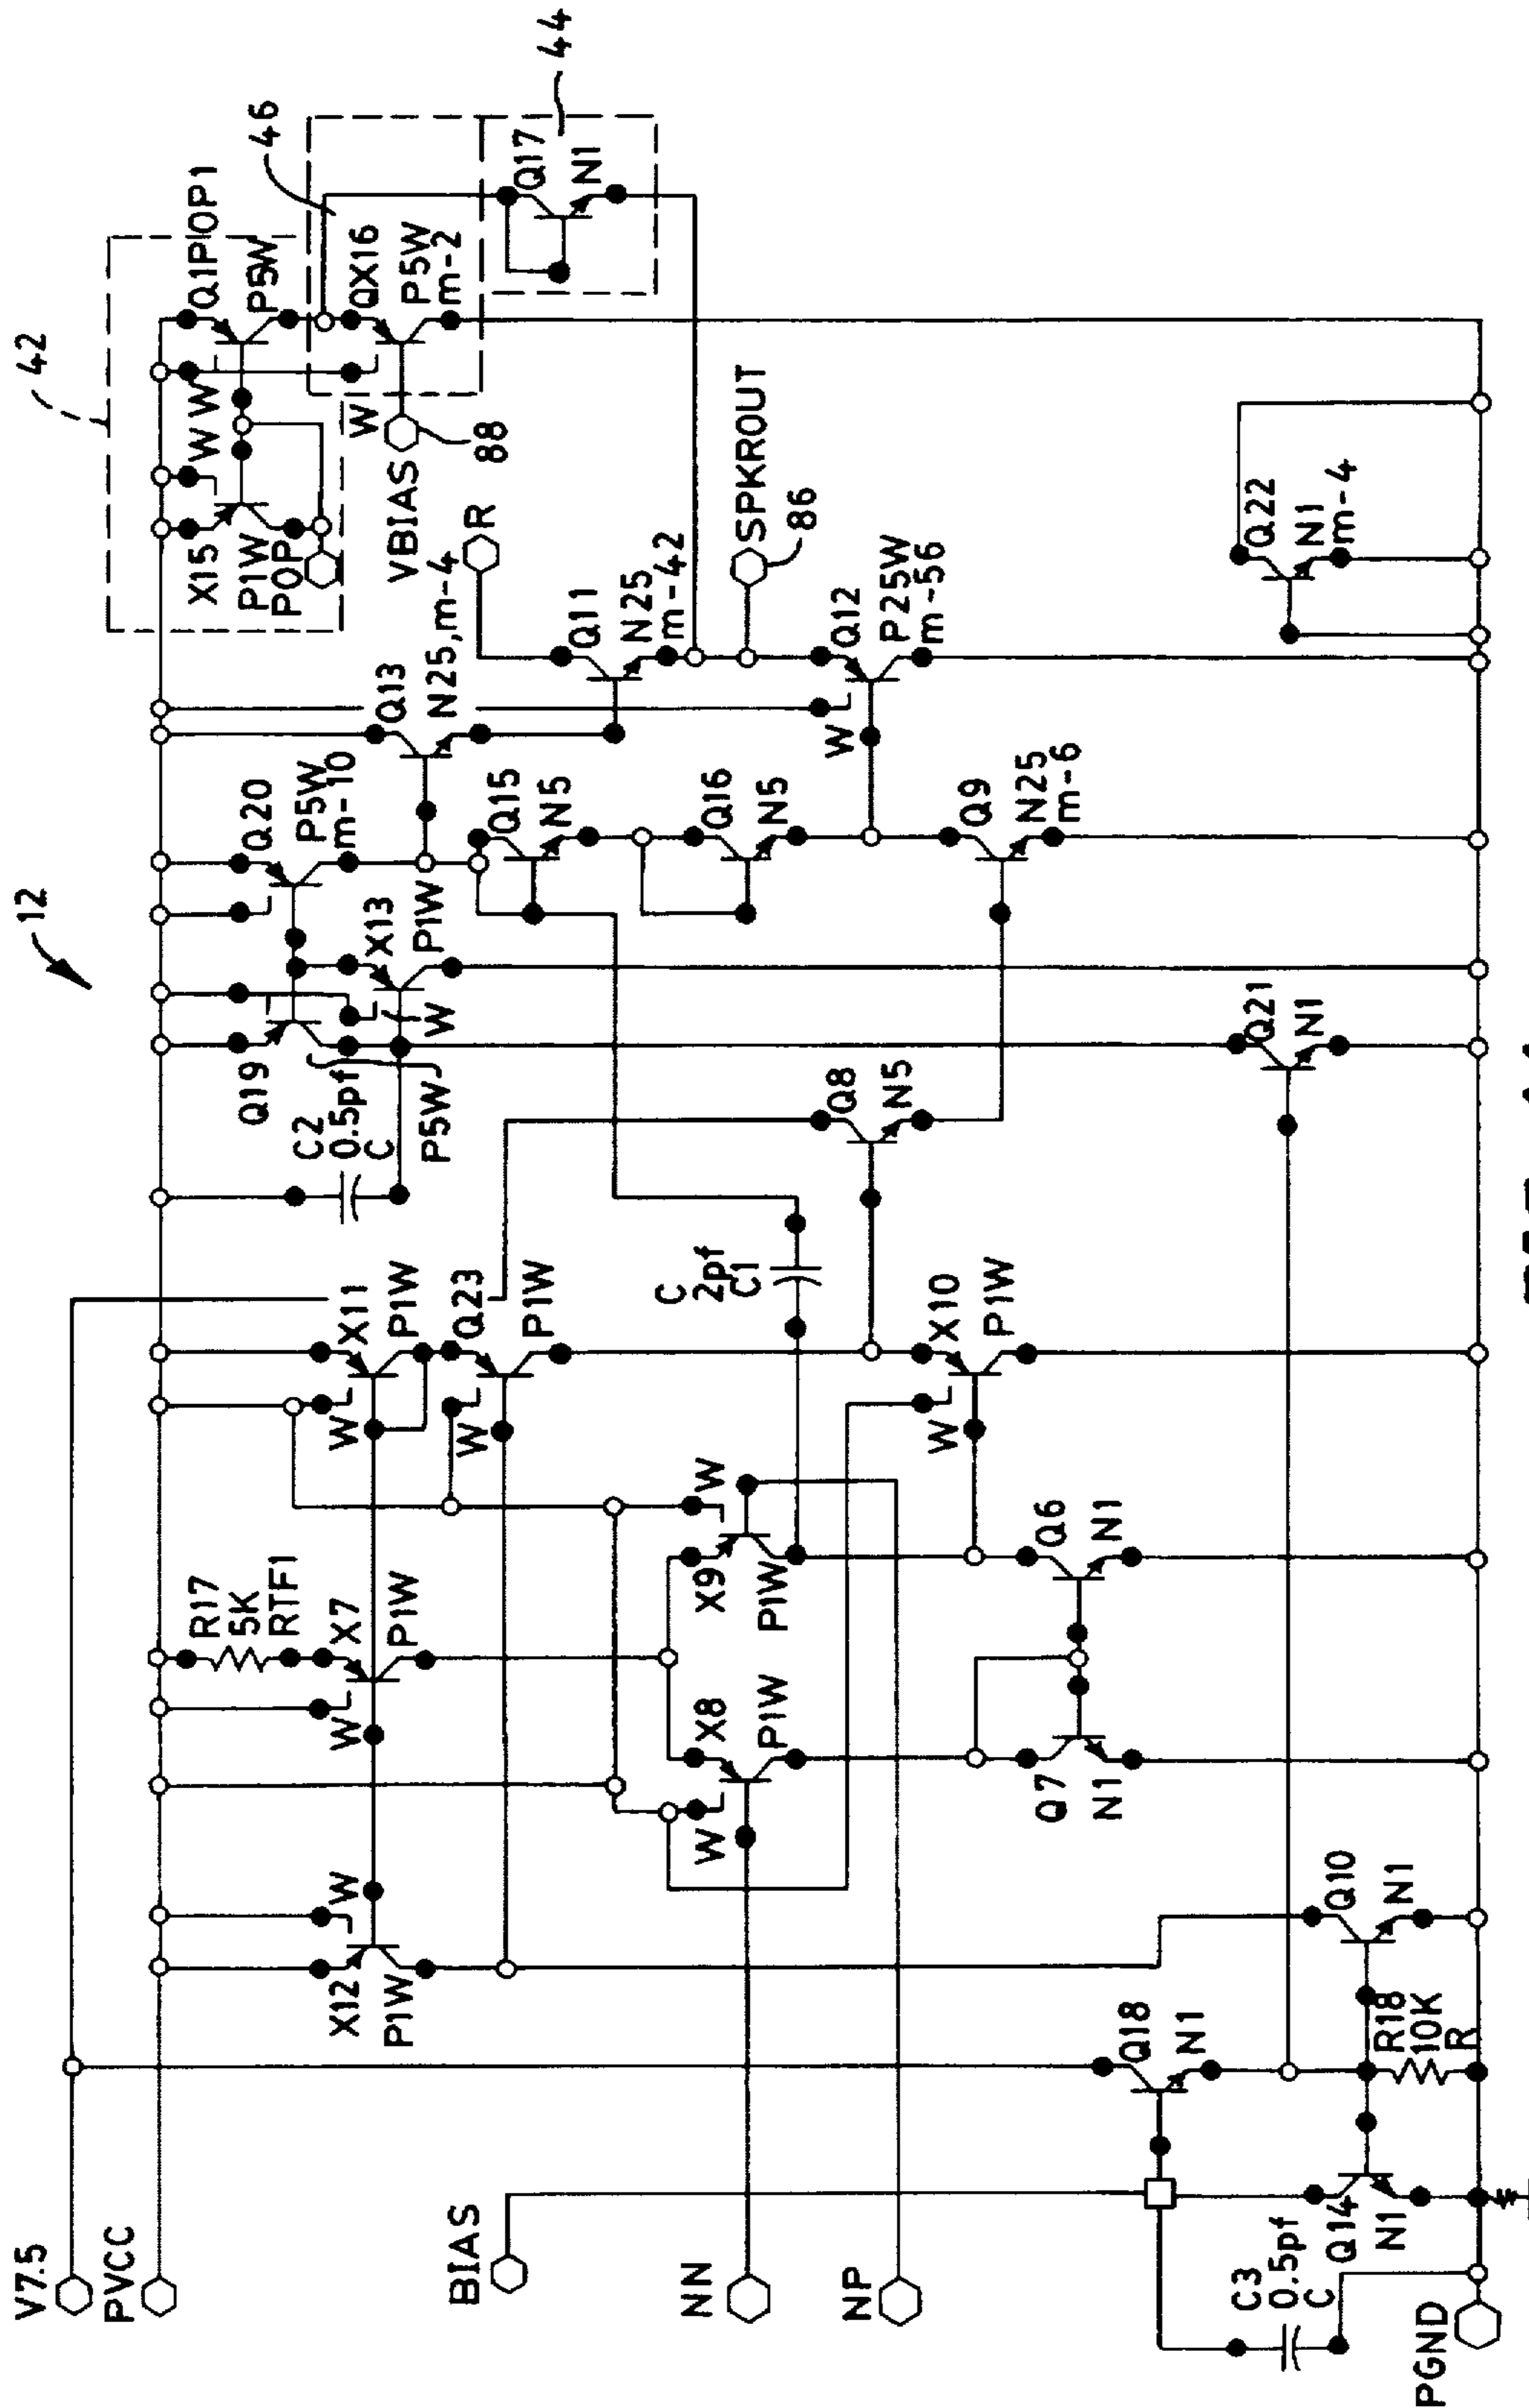 12
42
46
44
V7.5
PVCC
BIAS
NN
NP
PGND
C3
0.5pf
C
Q14
N1
Q18
N1
R18
10K
R
Q10
N1
X12
P1W
W
R17
5K
RTF1
X7
P1W
W
X8
P1W
W
X9
P1W
W
Q7
N1
Q6
N1
X11
P1W
W
Q23
P1W
W
C
2pf
C1
X10
P1W
W
C2
0.5pf
C
Q19
P5W
Q20
P5W
m-10
X13
P1W
W
Q8
N5
Q21
N1
Q15
N5
Q16
N5
Q9
N25
m-6
Q13
N25,m-4
Q11
N25
m-42
R
SPKROUT
86
Q12
P25W
m-56
W
Q22
N1
m-4
X15
P1W
POP
W W
Q1POP1
P5W
QX16
P5W
m-2
W
VBIAS
88
Q17
N1